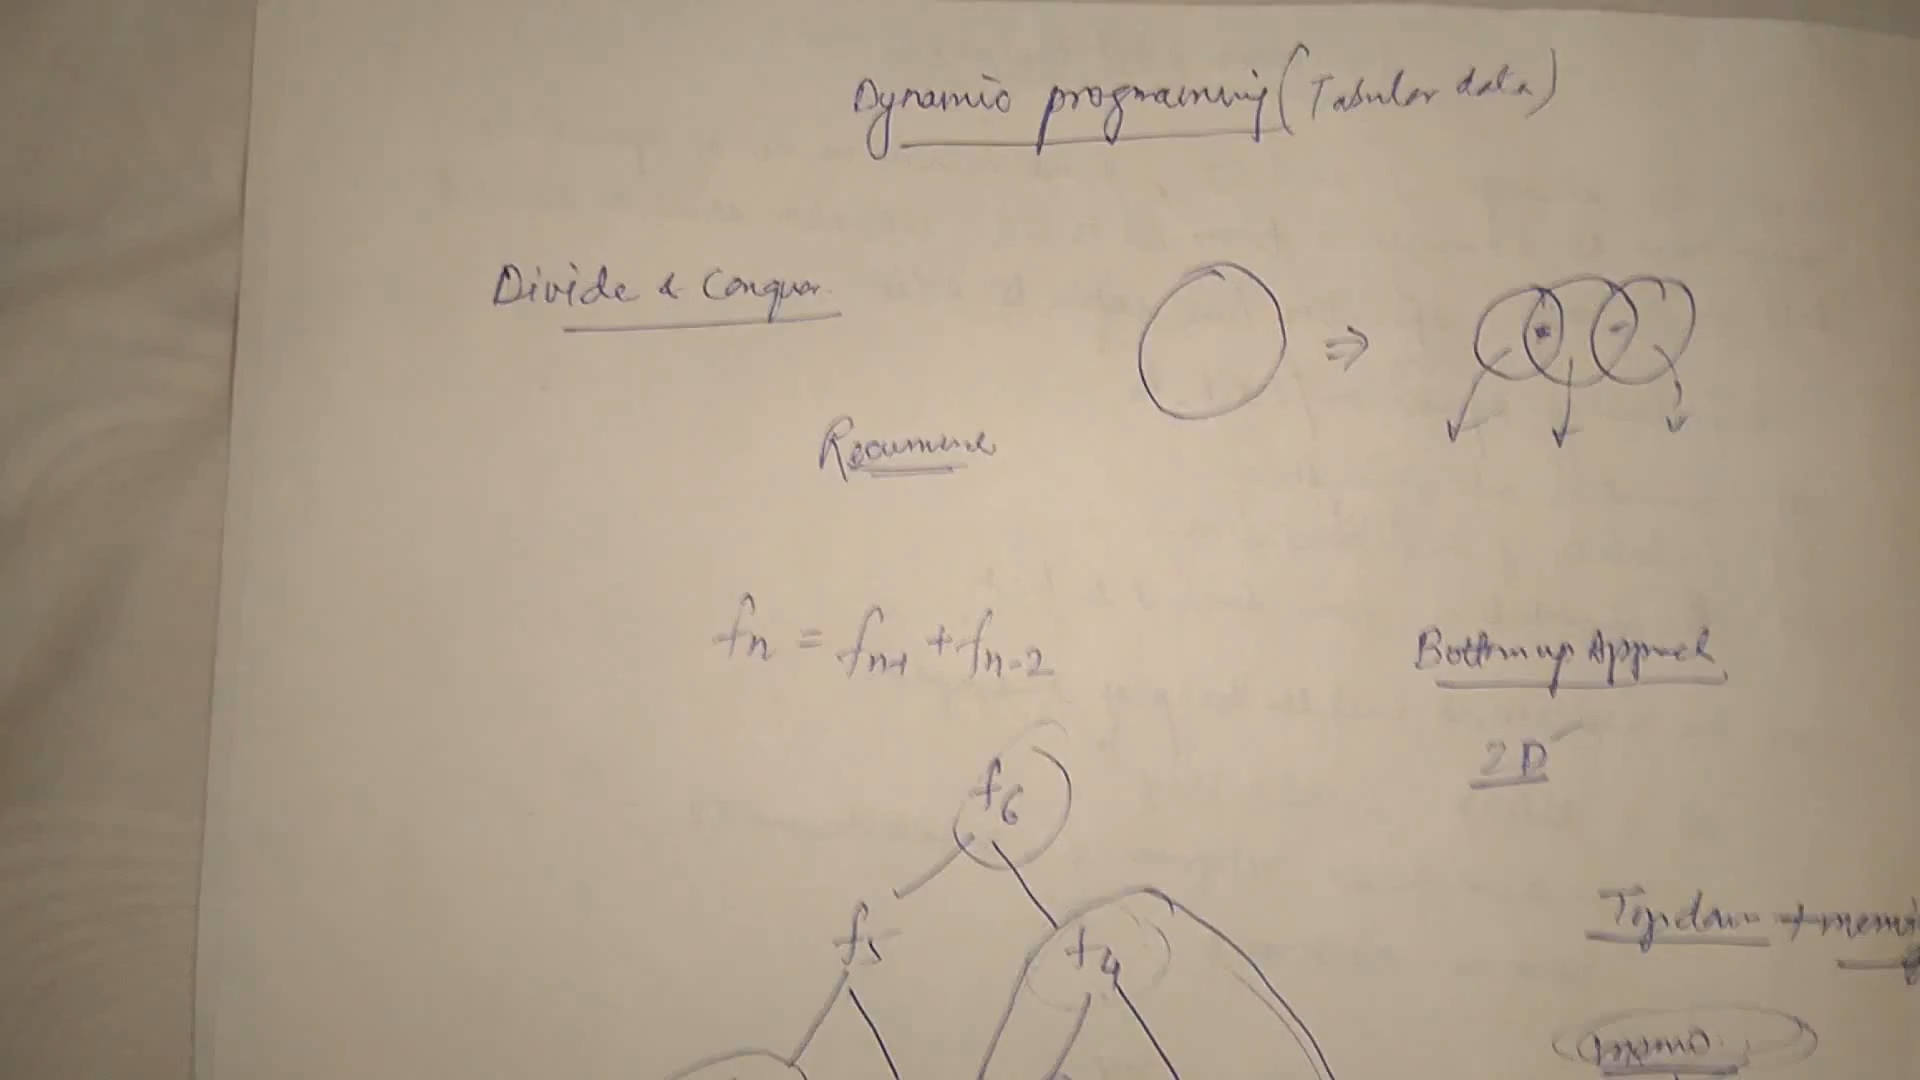 Dynamic programming (Tabular data)
Divide & Conquer
fn = fn-1 + fn-2
Bottom up Approach
2D
f6
f5 f4
Top down + memo
memo